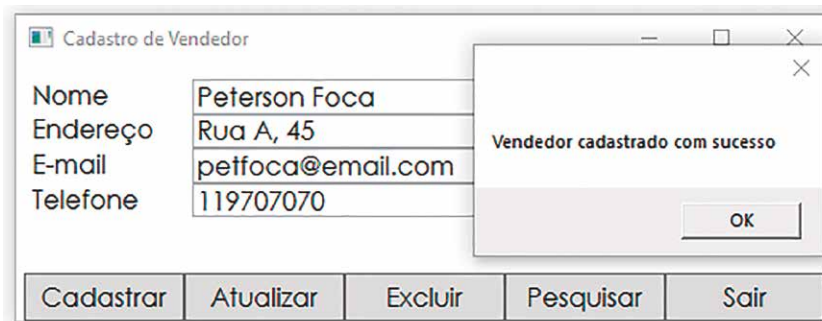 Cadastro de Vendedor
Nome Peterson Foca
Endereço Rua A, 45
E-mail petfoca@email.com
Telefone 119707070
Vendedor cadastrado com sucesso
OK
Cadastrar Atualizar Excluir Pesquisar Sair